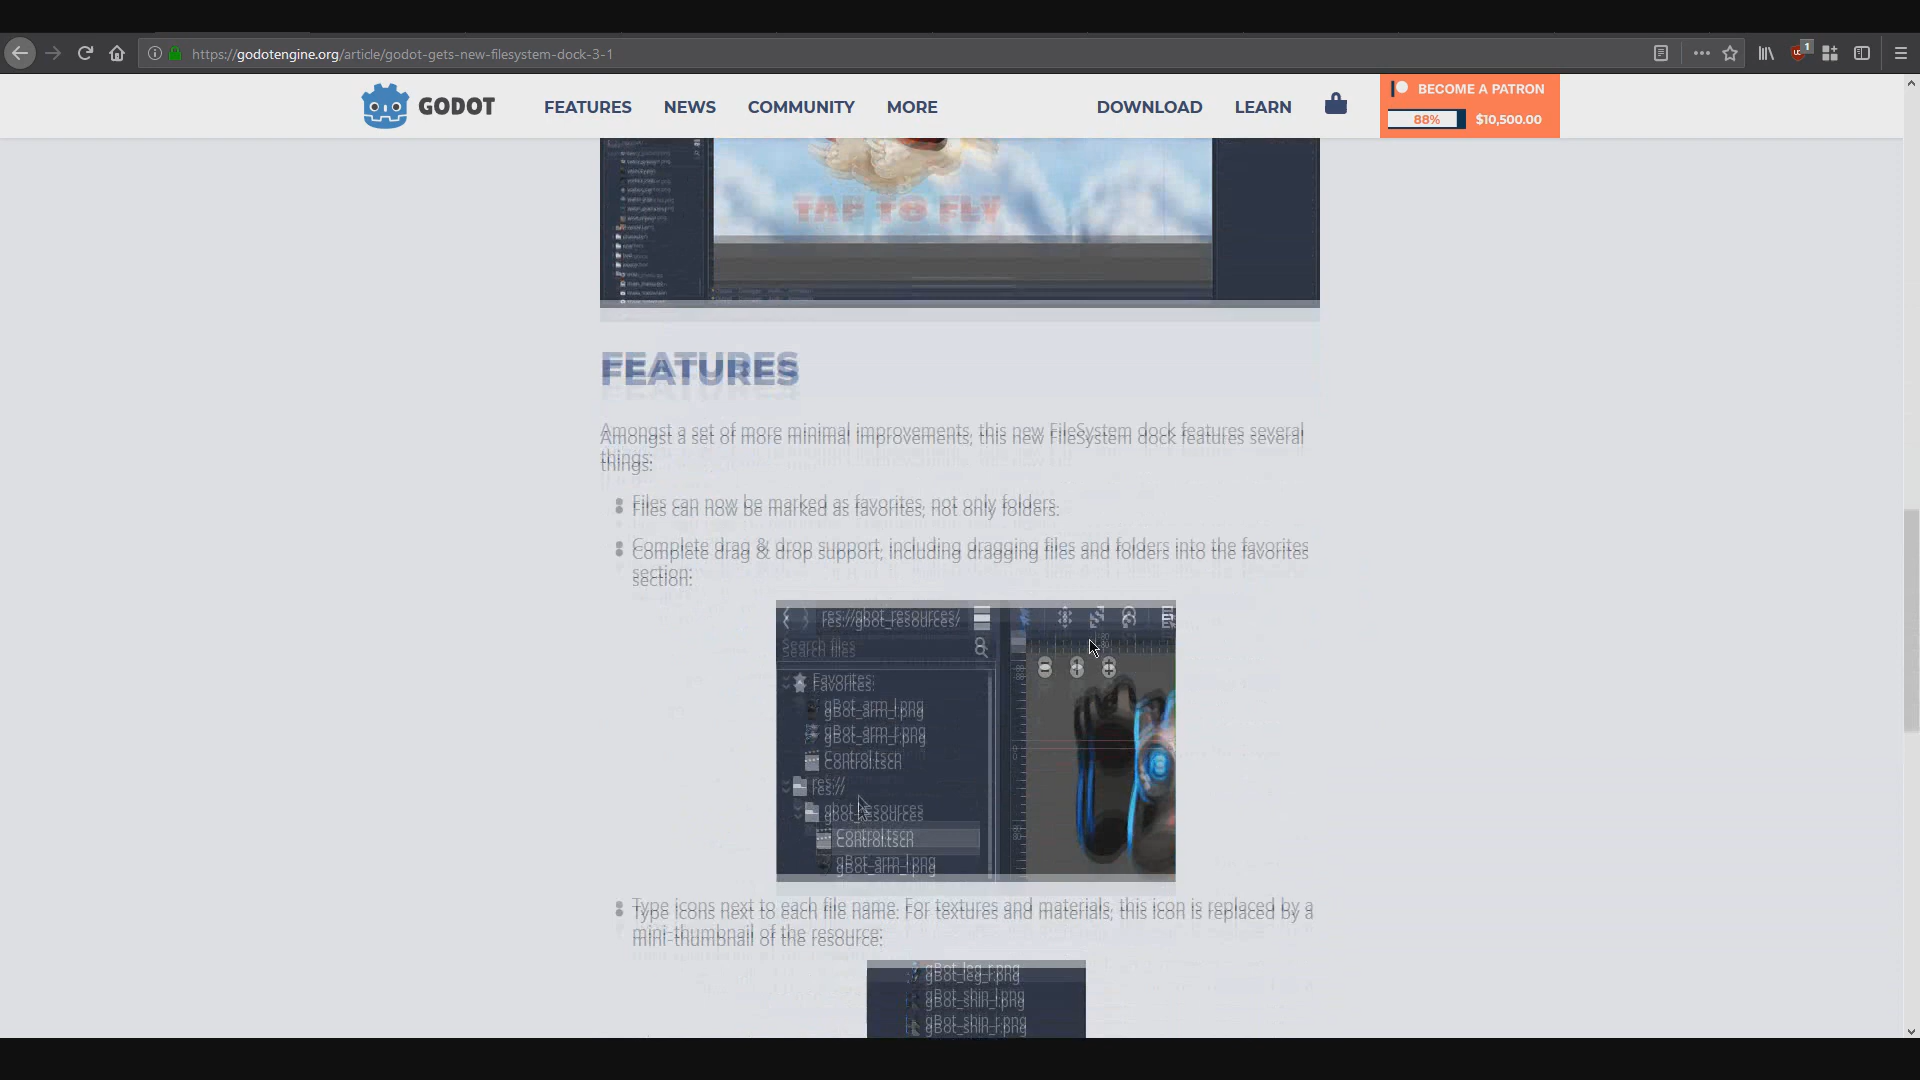 https://godotengine.org/article/godot-gets-new-filesystem-dock-3-1
1
GODOT
FEATURES
NEWS
COMMUNITY
MORE
DOWNLOAD
LEARN
BECOME A PATRON
88%
$10,500.00
TAP TO FLY
FEATURES
Amongst a set of more minimal improvements, this new FileSystem dock features several
things:
Files can now be marked as favorites, not only folders.
Complete drag & drop support, including dragging files and folders into the favorites
section:
res://gbot_resources/
Search files
Favorites:
gBot_arm_l.png
gBot_arm_r.png
Control.tscn
res://
gbot_resources
Control.tscn
gBot_arm_l.png
Type icons next to each file name. For textures and materials, this icon is replaced by a
mini-thumbnail of the resource:
gBot_leg_r.png
gBot_shin_l.png
gBot_shin_r.png